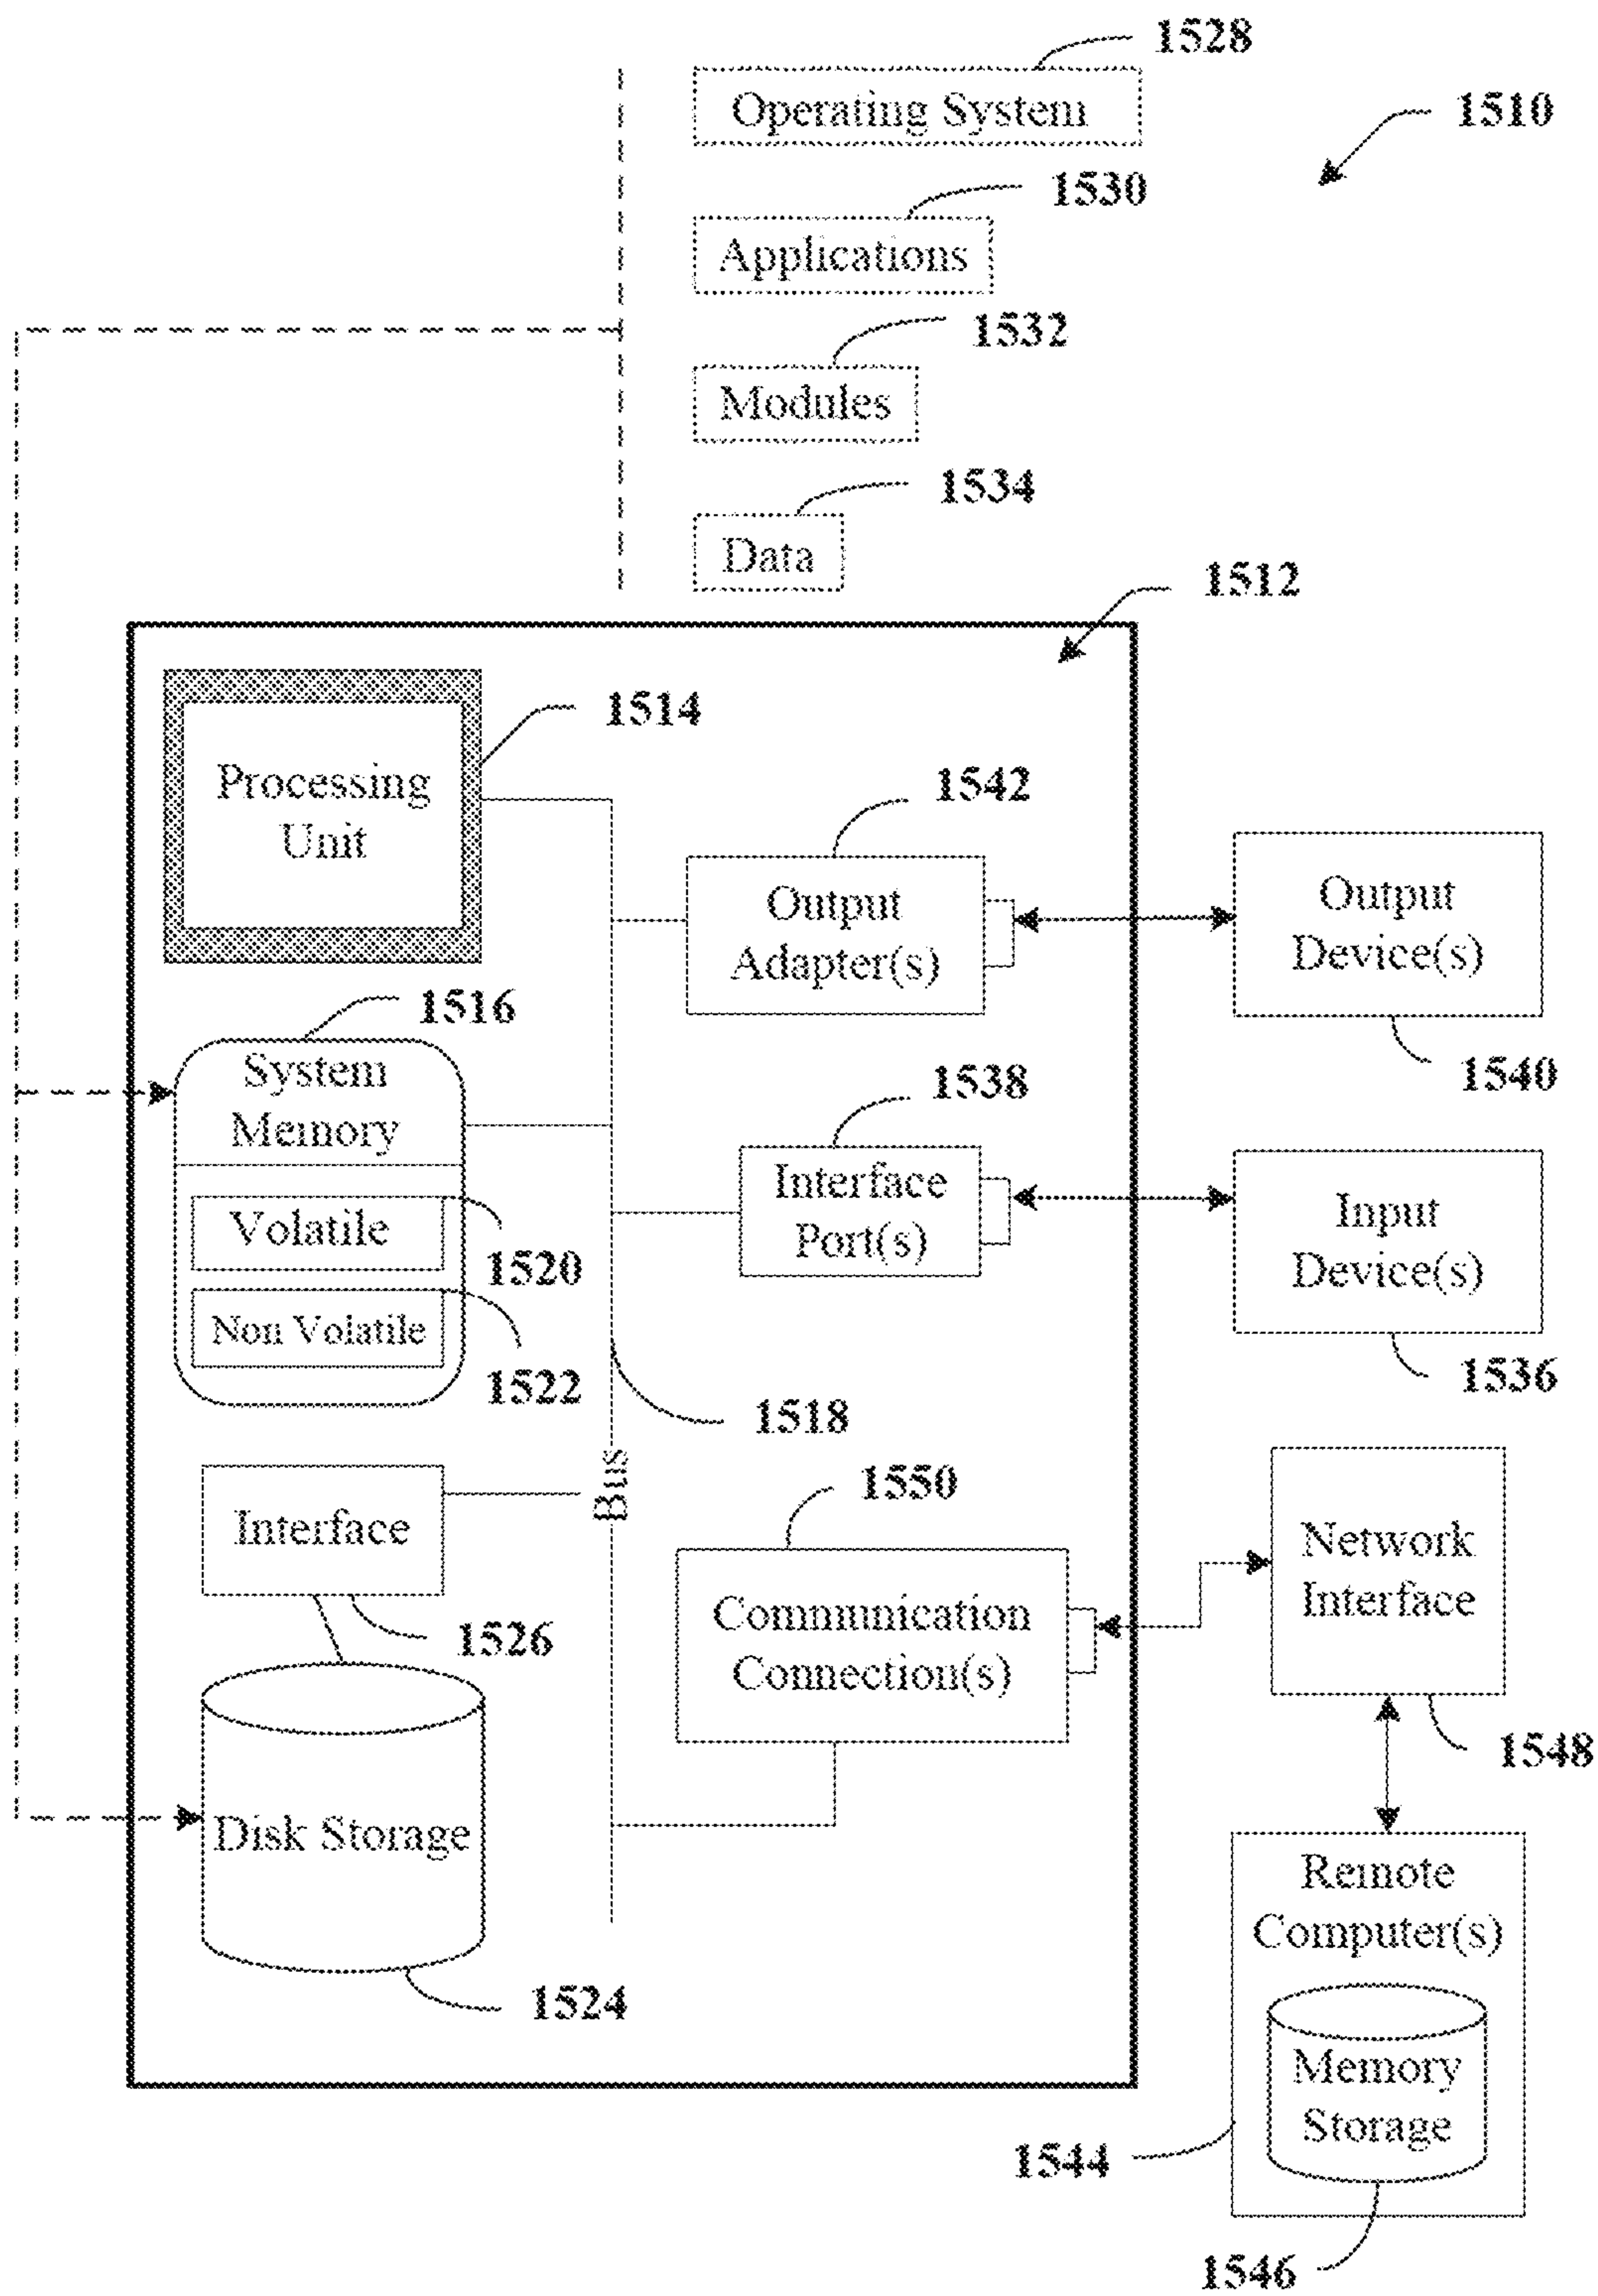 1528
Operating System
1510
1530
Applications
1532
Modules
1534
Data
1512
1514
Processing
Unit
1542
Output
Adapter(s)
Output
Device(s)
1540
1516
System
Memory
1538
Interface
Port(s)
Input
Device(s)
1536
Volatile
1520
Non Volatile
1522
1518
Bus
1550
Interface
1526
Communication
Connection(s)
Network
Interface
1548
Disk Storage
1524
Remote
Computer(s)
Memory
Storage
1544
1546